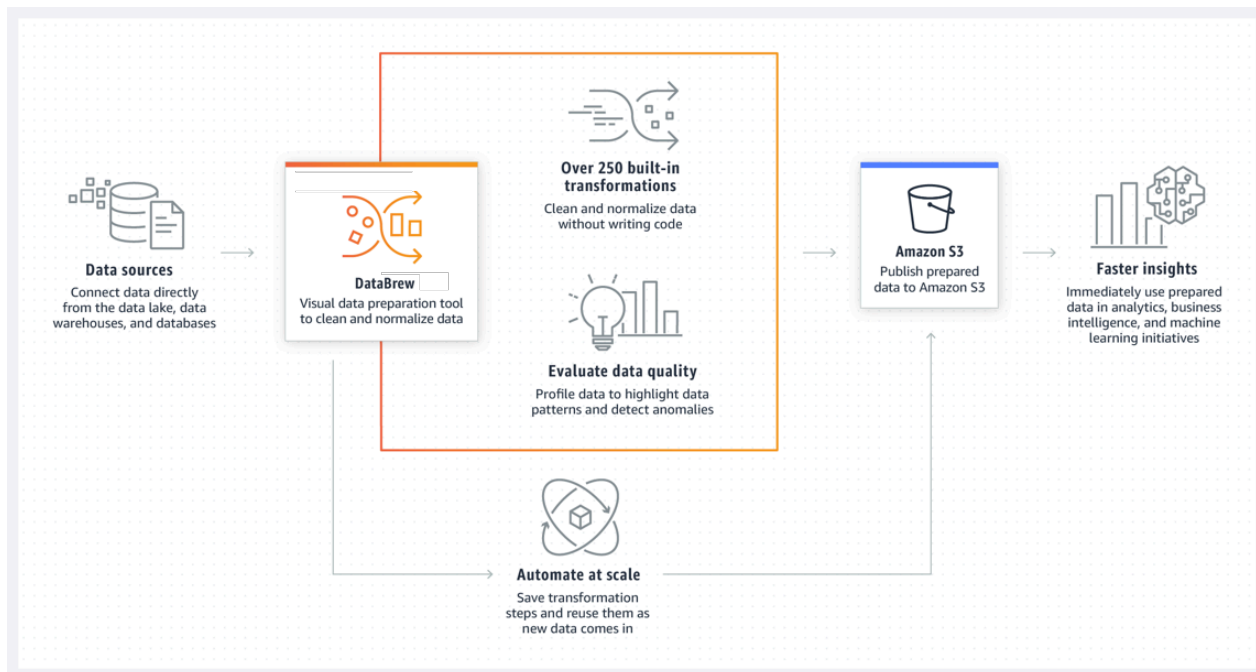 Data sources
Connect data directly
from the data lake, data
warehouses, and databases
DataBrew
Visual data preparation tool
to clean and normalize data
Over 250 built-in
transformations
Clean and normalize data
without writing code
Evaluate data quality
Profile data to highlight data
patterns and detect anomalies
Automate at scale
Save transformation
steps and reuse them as
new data comes in
Amazon S3
Publish prepared
data to Amazon S3
Faster insights
Immediately use prepared
data in analytics, business
intelligence, and machine
learning initiatives